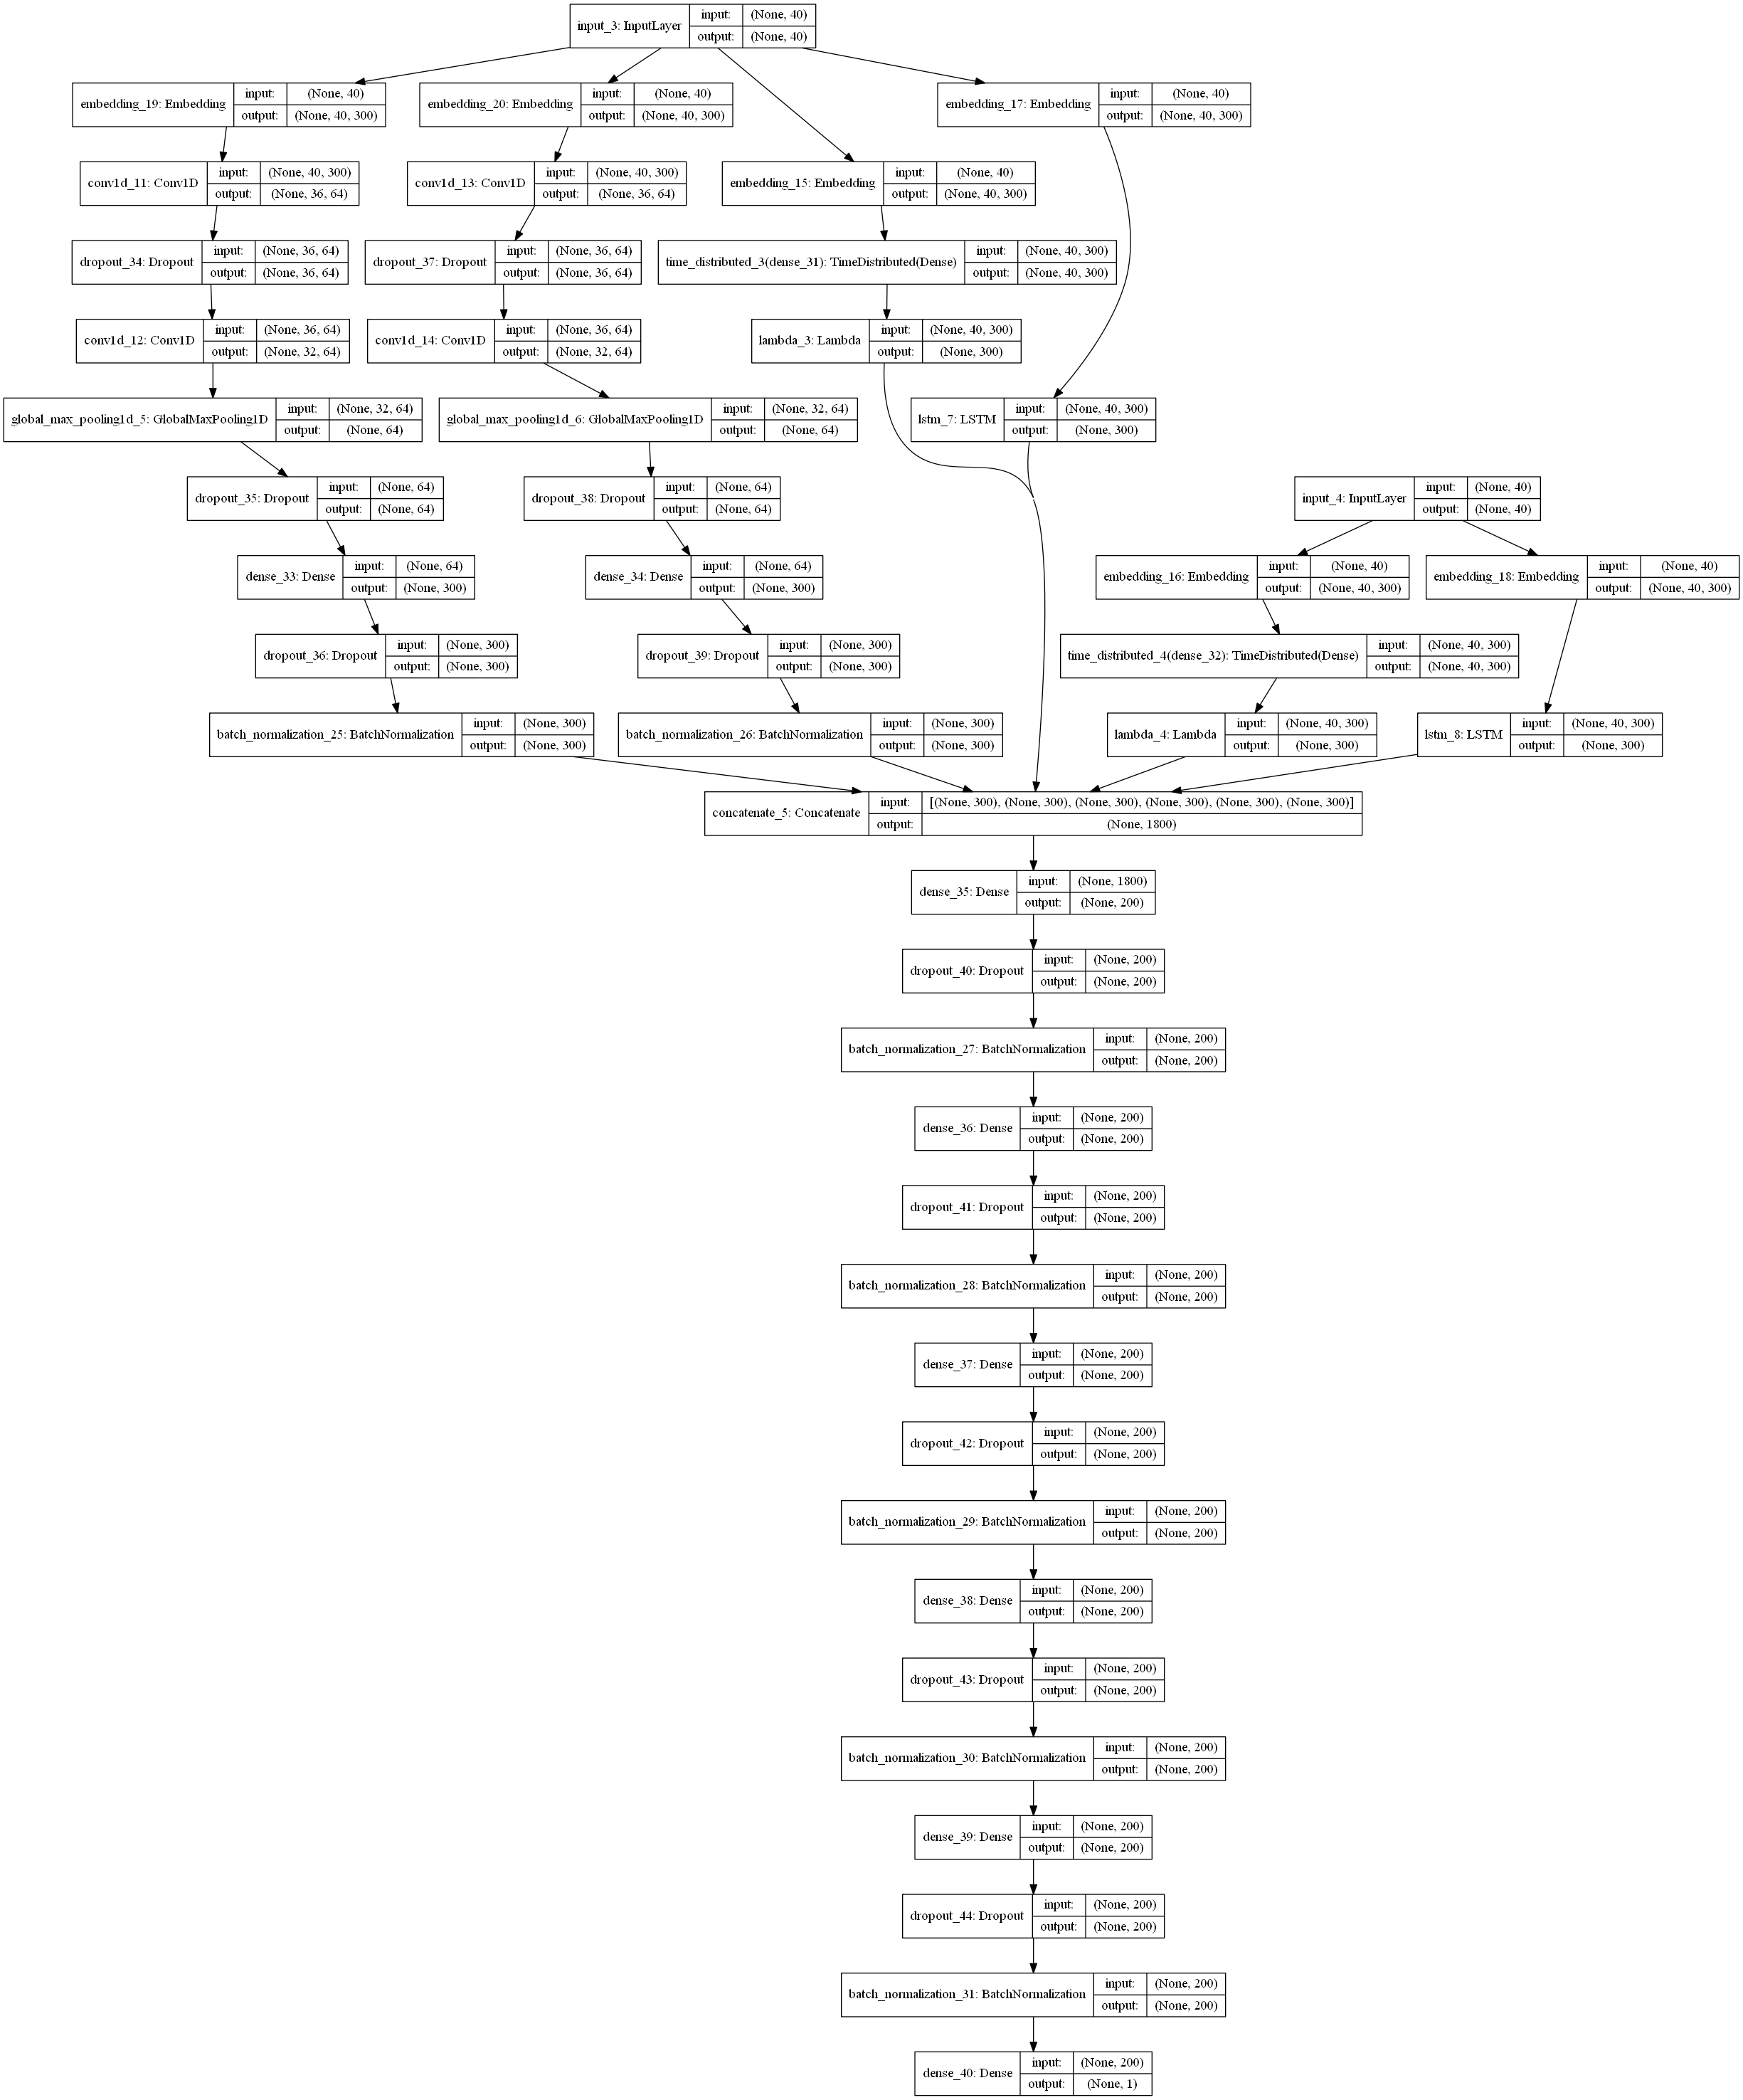 input_3: InputLayer input: (None, 40) output: (None, 40)
embedding_19: Embedding input: (None, 40) output: (None, 40, 300)
embedding_20: Embedding input: (None, 40) output: (None, 40, 300)
embedding_17: Embedding input: (None, 40) output: (None, 40, 300)
conv1d_11: Conv1D input: (None, 40, 300) output: (None, 36, 64)
conv1d_13: Conv1D input: (None, 40, 300) output: (None, 36, 64)
embedding_15: Embedding input: (None, 40) output: (None, 40, 300)
dropout_34: Dropout input: (None, 36, 64) output: (None, 36, 64)
dropout_37: Dropout input: (None, 36, 64) output: (None, 36, 64)
time_distributed_3(dense_31): TimeDistributed(Dense) input: (None, 40, 300) output: (None, 40, 300)
conv1d_12: Conv1D input: (None, 36, 64) output: (None, 32, 64)
conv1d_14: Conv1D input: (None, 36, 64) output: (None, 32, 64)
lambda_3: Lambda input: (None, 40, 300) output: (None, 300)
global_max_pooling1d_5: GlobalMaxPooling1D input: (None, 32, 64) output: (None, 64)
global_max_pooling1d_6: GlobalMaxPooling1D input: (None, 32, 64) output: (None, 64)
lstm_7: LSTM input: (None, 40, 300) output: (None, 300)
dropout_35: Dropout input: (None, 64) output: (None, 64)
dropout_38: Dropout input: (None, 64) output: (None, 64)
input_4: InputLayer input: (None, 40) output: (None, 40)
dense_33: Dense input: (None, 64) output: (None, 300)
dense_34: Dense input: (None, 64) output: (None, 300)
embedding_16: Embedding input: (None, 40) output: (None, 40, 300)
embedding_18: Embedding input: (None, 40) output: (None, 40, 300)
dropout_36: Dropout input: (None, 300) output: (None, 300)
dropout_39: Dropout input: (None, 300) output: (None, 300)
time_distributed_4(dense_32): TimeDistributed(Dense) input: (None, 40, 300) output: (None, 40, 300)
batch_normalization_25: BatchNormalization input: (None, 300) output: (None, 300)
batch_normalization_26: BatchNormalization input: (None, 300) output: (None, 300)
lambda_4: Lambda input: (None, 40, 300) output: (None, 300)
lstm_8: LSTM input: (None, 40, 300) output: (None, 300)
concatenate_5: Concatenate input: [(None, 300), (None, 300), (None, 300), (None, 300), (None, 300), (None, 300)] output: (None, 1800)
dense_35: Dense input: (None, 1800) output: (None, 200)
dropout_40: Dropout input: (None, 200) output: (None, 200)
batch_normalization_27: BatchNormalization input: (None, 200) output: (None, 200)
dense_36: Dense input: (None, 200) output: (None, 200)
dropout_41: Dropout input: (None, 200) output: (None, 200)
batch_normalization_28: BatchNormalization input: (None, 200) output: (None, 200)
dense_37: Dense input: (None, 200) output: (None, 200)
dropout_42: Dropout input: (None, 200) output: (None, 200)
batch_normalization_29: BatchNormalization input: (None, 200) output: (None, 200)
dense_38: Dense input: (None, 200) output: (None, 200)
dropout_43: Dropout input: (None, 200) output: (None, 200)
batch_normalization_30: BatchNormalization input: (None, 200) output: (None, 200)
dense_39: Dense input: (None, 200) output: (None, 200)
dropout_44: Dropout input: (None, 200) output: (None, 200)
batch_normalization_31: BatchNormalization input: (None, 200) output: (None, 200)
dense_40: Dense input: (None, 200) output: (None, 1)